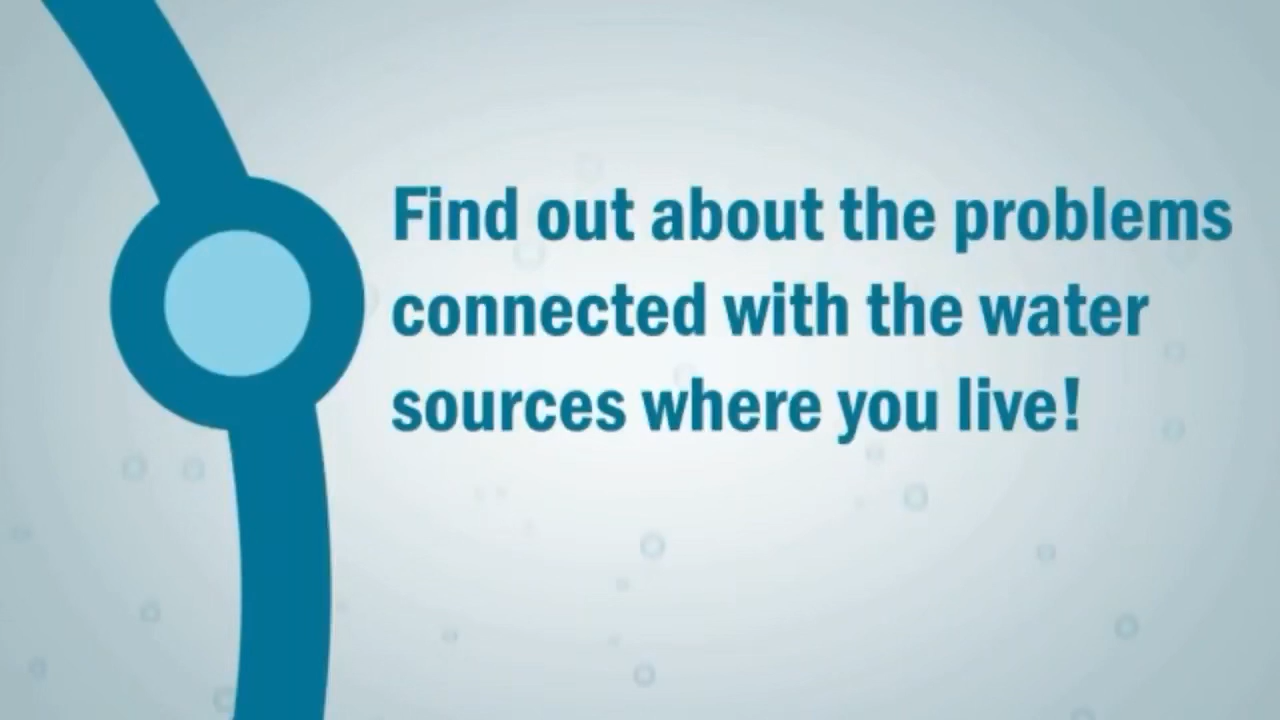 Find out about the problems
connected with the water
sources where you live!